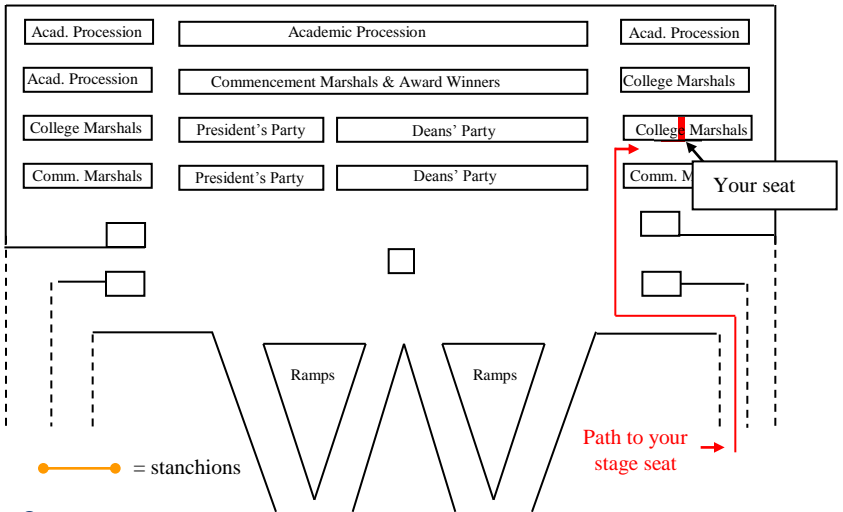 Acad. Procession
Academic Procession
Acad. Procession
Acad. Procession
Commencement Marshals & Award Winners
College Marshals
College Marshals
President's Party
Deans' Party
College Marshals
Comm. Marshals
President's Party
Deans' Party
Comm. M
Your seat
Ramps
Ramps
Path to your
stage seat
= stanchions